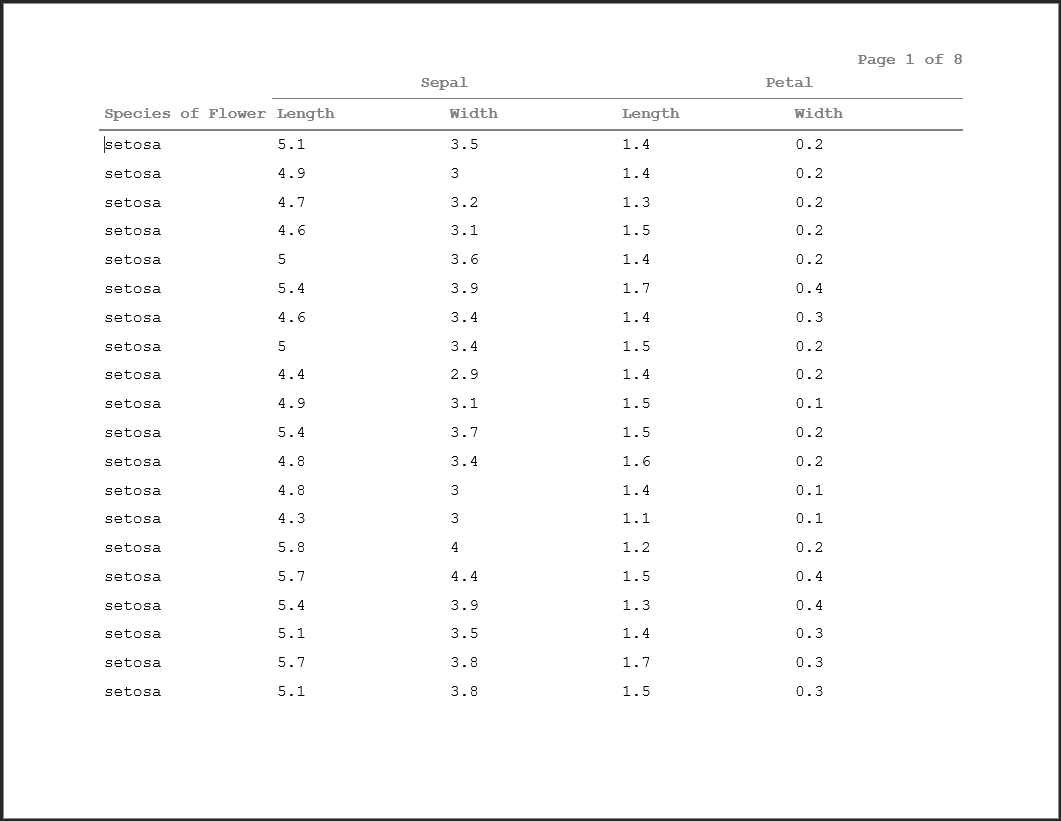 Page 1 of 8
Sepal Petal
Species of Flower Length Width Length Width
setosa 5.1 3.5 1.4 0.2
setosa 4.9 3 1.4 0.2
setosa 4.7 3.2 1.3 0.2
setosa 4.6 3.1 1.5 0.2
setosa 5 3.6 1.4 0.2
setosa 5.4 3.9 1.7 0.4
setosa 4.6 3.4 1.4 0.3
setosa 5 3.4 1.5 0.2
setosa 4.4 2.9 1.4 0.2
setosa 4.9 3.1 1.5 0.1
setosa 5.4 3.7 1.5 0.2
setosa 4.8 3.4 1.6 0.2
setosa 4.8 3 1.4 0.1
setosa 4.3 3 1.1 0.1
setosa 5.8 4 1.2 0.2
setosa 5.7 4.4 1.5 0.4
setosa 5.4 3.9 1.3 0.4
setosa 5.1 3.5 1.4 0.3
setosa 5.7 3.8 1.7 0.3
setosa 5.1 3.8 1.5 0.3